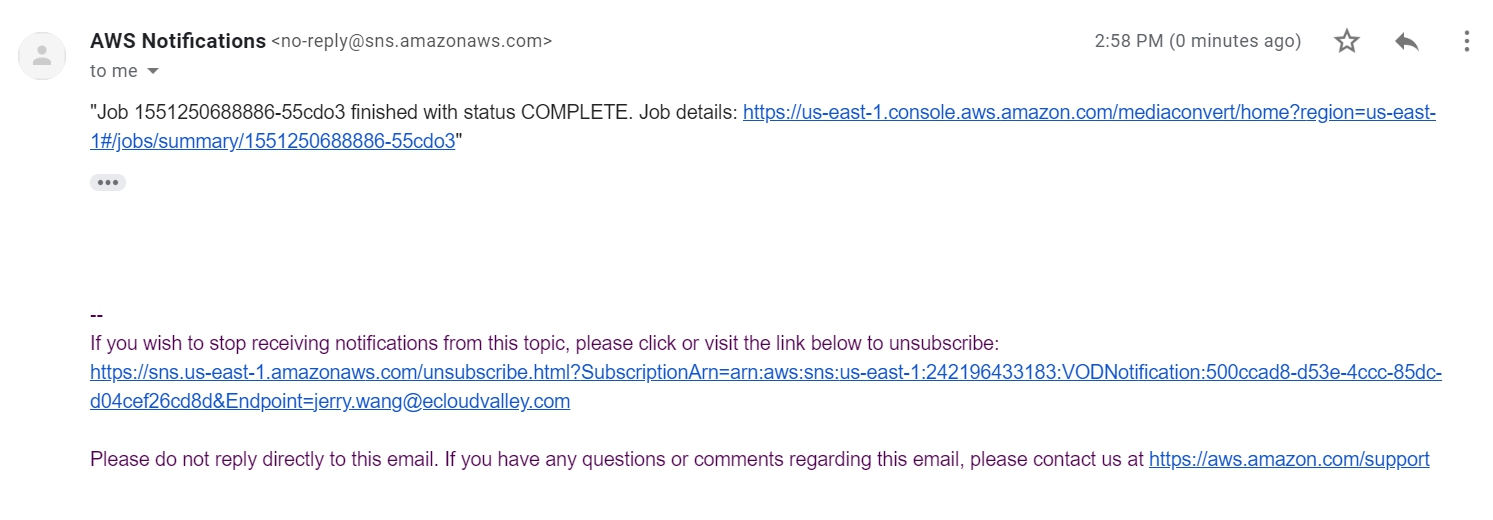 AWS Notifications <no-reply@sns.amazonaws.com> 2:58 PM (0 minutes ago)
to me
"Job 1551250688886-55cdo3 finished with status COMPLETE. Job details: https://us-east-1.console.aws.amazon.com/mediaconvert/home?region=us-east-
1#/jobs/summary/1551250688886-55cdo3"
--
If you wish to stop receiving notifications from this topic, please click or visit the link below to unsubscribe:
https://sns.us-east-1.amazonaws.com/unsubscribe.html?SubscriptionArn=arn:aws:sns:us-east-1:242196433183:VODNotification:500ccad8-d53e-4ccc-85dc-
d04cef26cd8d&Endpoint=jerry.wang@ecloudvalley.com
Please do not reply directly to this email. If you have any questions or comments regarding this email, please contact us at https://aws.amazon.com/support